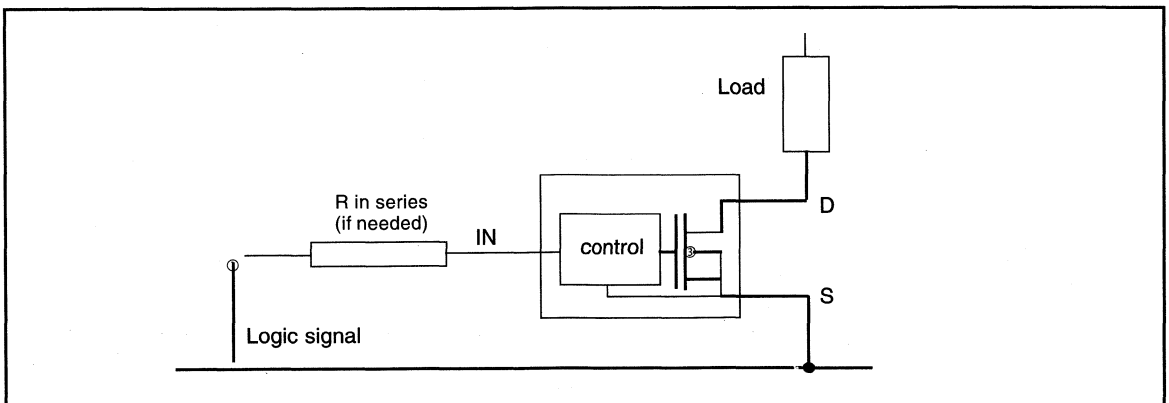 Load
R in series
(if needed)
IN
D
control
S
Logic signal